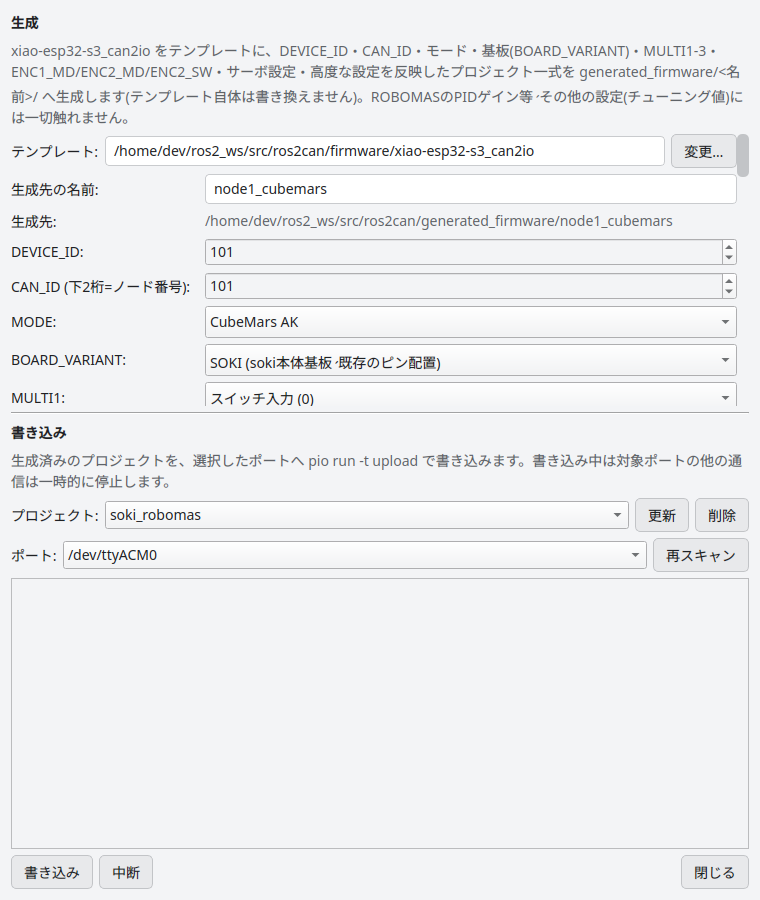 生成
xiao-esp32-s3_can2io をテンプレートに、DEVICE_ID・CAN_ID・モード・基板(BOARD_VARIANT)・MULTI1-3・
ENC1_MD/ENC2_MD/ENC2_SW・サーボ設定・高度な設定を反映したプロジェクト一式を generated_firmware/<名
前>/ へ生成します(テンプレート自体は書き換えません)。ROBOMASのPIDゲイン等·その他の設定(チューニング値)に
は一切触れません。
テンプレート: /home/dev/ros2_ws/src/ros2can/firmware/xiao-esp32-s3_can2io 変更...
生成先の名前: node1_cubemars
生成先: /home/dev/ros2_ws/src/ros2can/generated_firmware/node1_cubemars
DEVICE_ID: 101
CAN_ID (下2桁=ノード番号): 101
MODE: CubeMars AK
BOARD_VARIANT: SOKI (soki本体基板·既存のピン配置)
MULTI1: スイッチ入力 (0)
書き込み
生成済みのプロジェクトを、選択したポートへ pio run -t upload で書き込みます。書き込み中は対象ポートの他の通
信は一時的に停止します。
プロジェクト: soki_robomas 更新 削除
ポート: /dev/ttyACM0 再スキャン
書き込み 中断 閉じる